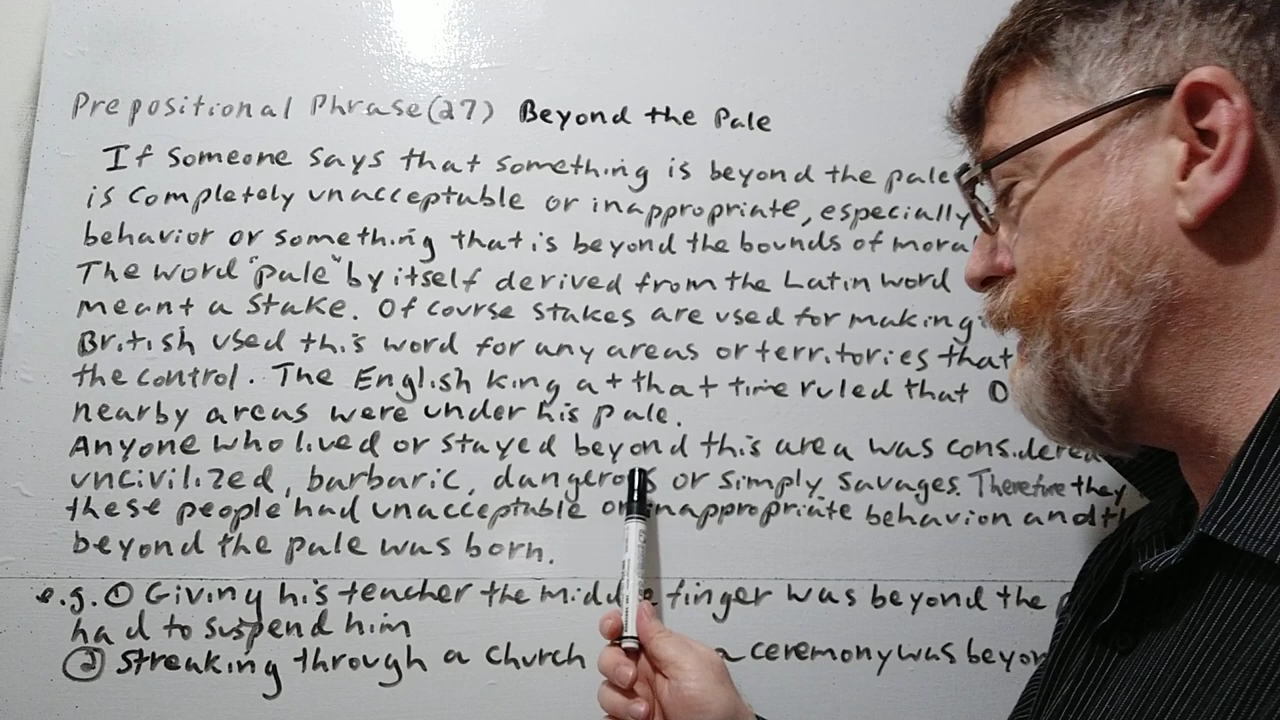 Prepositional Phrase (27) Beyond the Pale
If someone says that something is beyond the pale
is completely unacceptable or inappropriate, especially
behavior or something that is beyond the bounds of mora
The word "pale" by itself derived from the Latin word
meant a stake. Of course stakes are used for making
British used this word for any areas or territories that
the control. The English king at that time ruled that
nearby areas were under his pale.
Anyone who lived or stayed beyond this area was considered
uncivilized, barbaric, dangerous or simply savages. Therefore they
these people had unacceptable or inappropriate behavion and th
beyond the pale was born.
e.g. ① Giving his teacher the middle finger was beyond the
had to suspend him
② Streaking through a church a ceremony was beyon